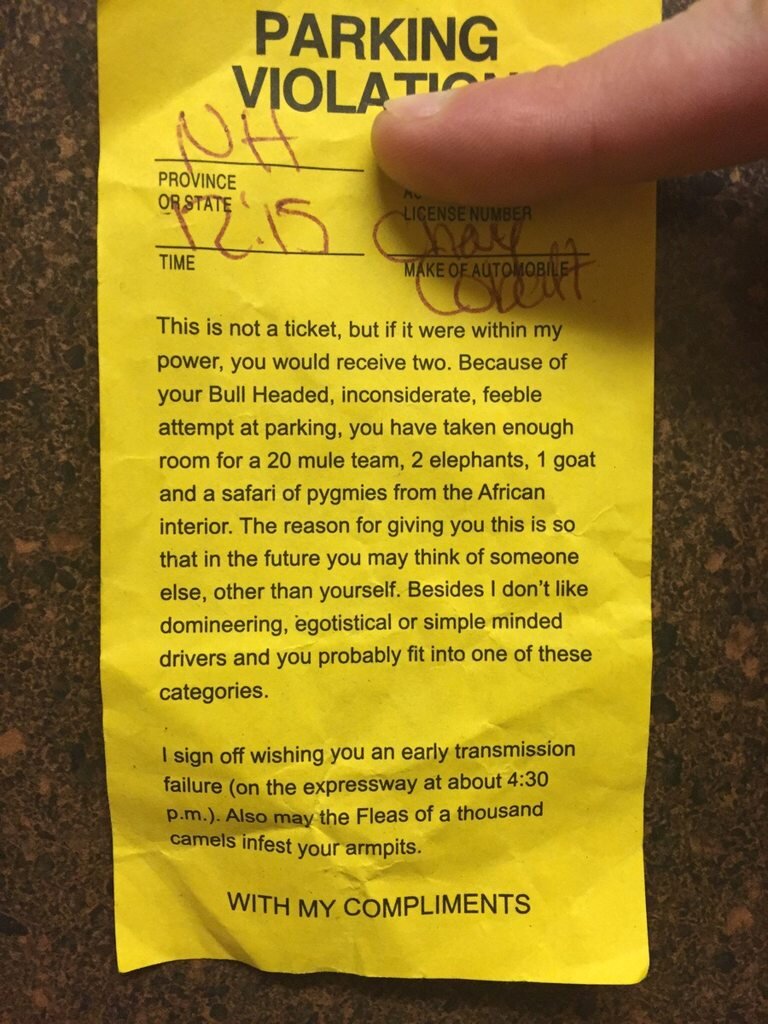 PARKING
VIOLATION
NH
PROVINCE
OR STATE
LICENSE NUMBER
12:15
TIME
MAKE OF AUTOMOBILE
Cobalt
This is not a ticket, but if it were within my
power, you would receive two. Because of
your Bull Headed, inconsiderate, feeble
attempt at parking, you have taken enough
room for a 20 mule team, 2 elephants, 1 goat
and a safari of pygmies from the African
interior. The reason for giving you this is so
that in the future you may think of someone
else, other than yourself. Besides I don't like
domineering, egotistical or simple minded
drivers and you probably fit into one of these
categories.
I sign off wishing you an early transmission
failure (on the expressway at about 4:30
p.m.). Also may the Fleas of a thousand
camels infest your armpits.
WITH MY COMPLIMENTS